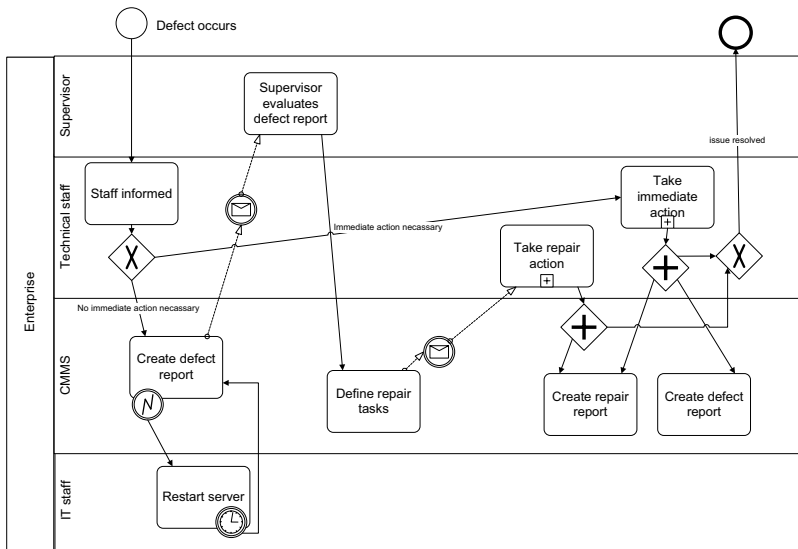 Defect occurs
Enterprise
Supervisor
Supervisor
evaluates
defect report
issue resolved
Technical staff
Staff informed
Take
immediate
action
Immediate action necassary
Take repair
action
No immediate action necassary
CMMS
Create defect
report
Define repair
tasks
Create repair
report
Create defect
report
IT staff
Restart server